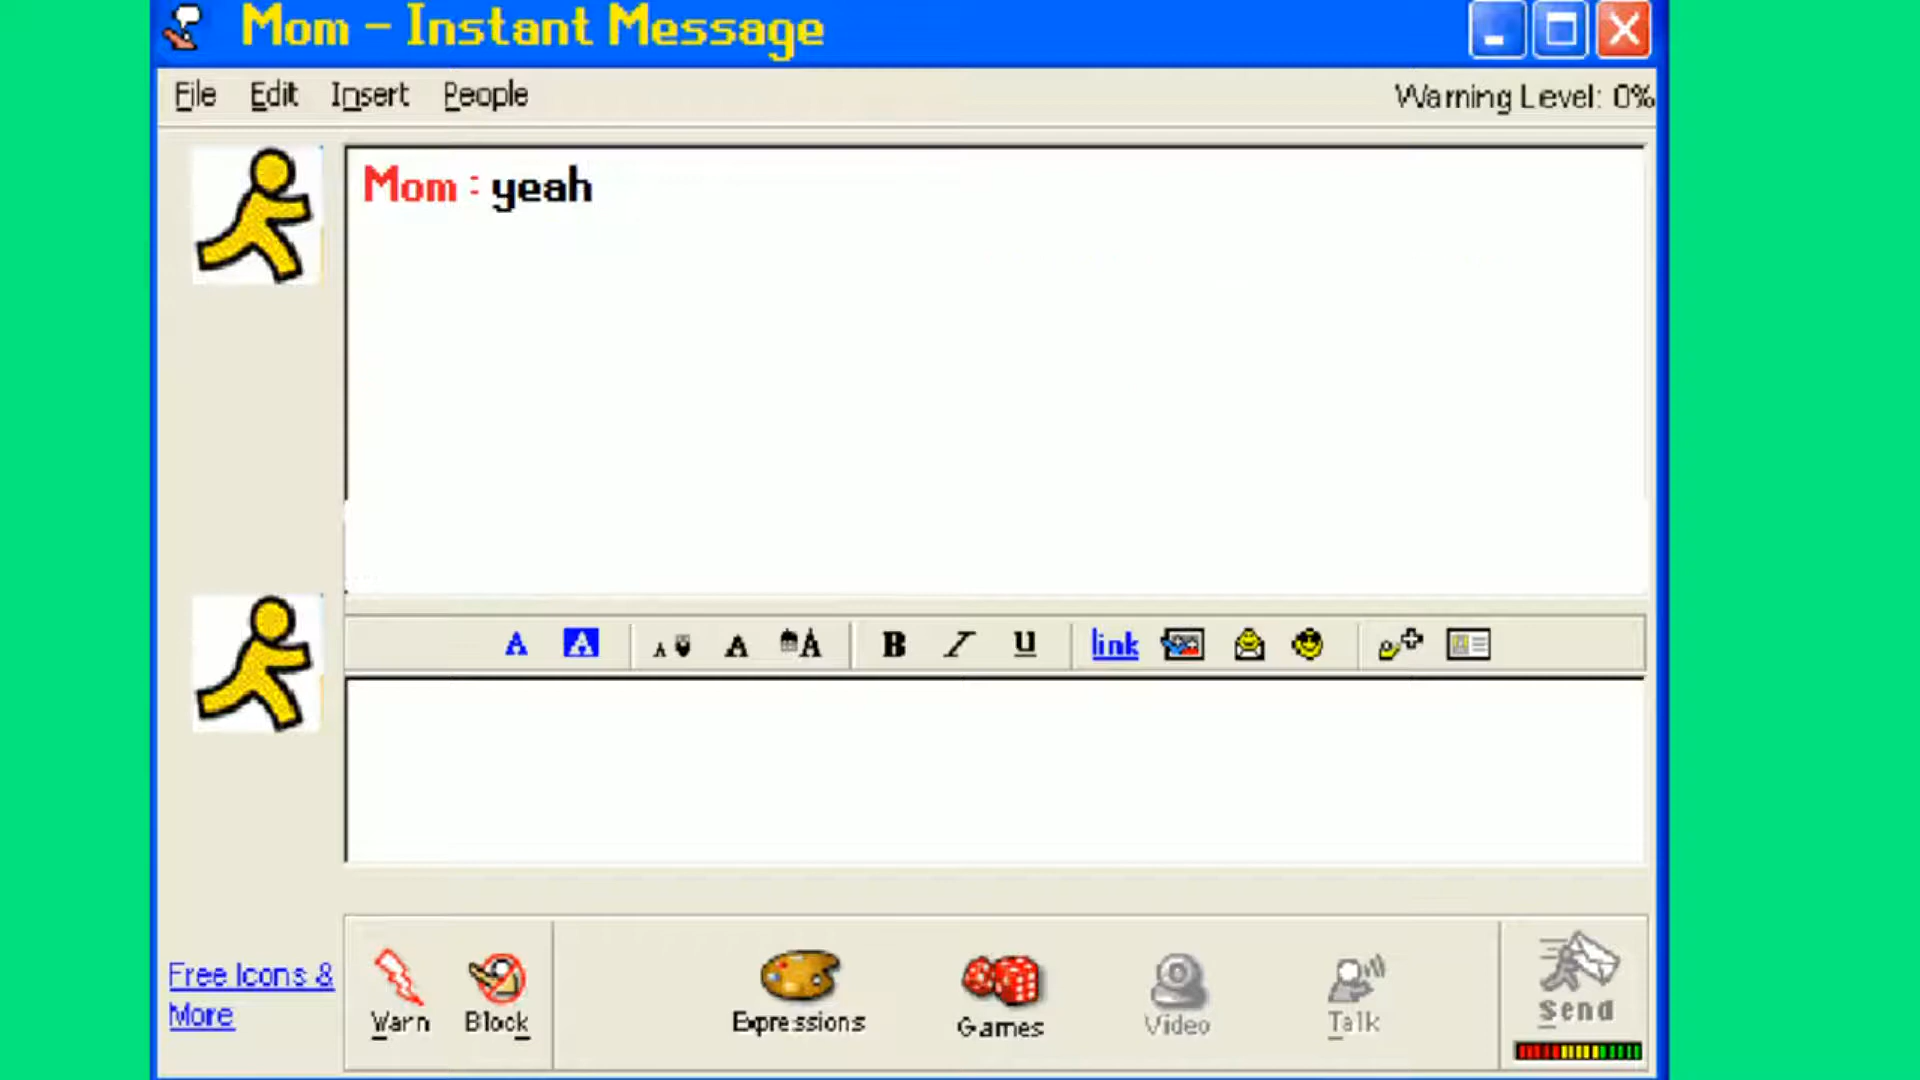 Mom - Instant Message
File Edit Insert People
Warning Level: 0%
Mom : yeah
A A A A A B I U link
Free Icons &
More
Warn Block Expressions Games Video Talk Send